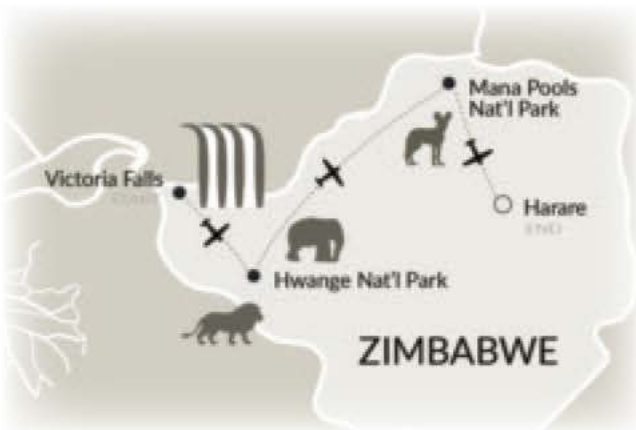 Mana Pools
Nat'l Park
Victoria Falls
START
Harare
END
Hwange Nat'l Park
ZIMBABWE